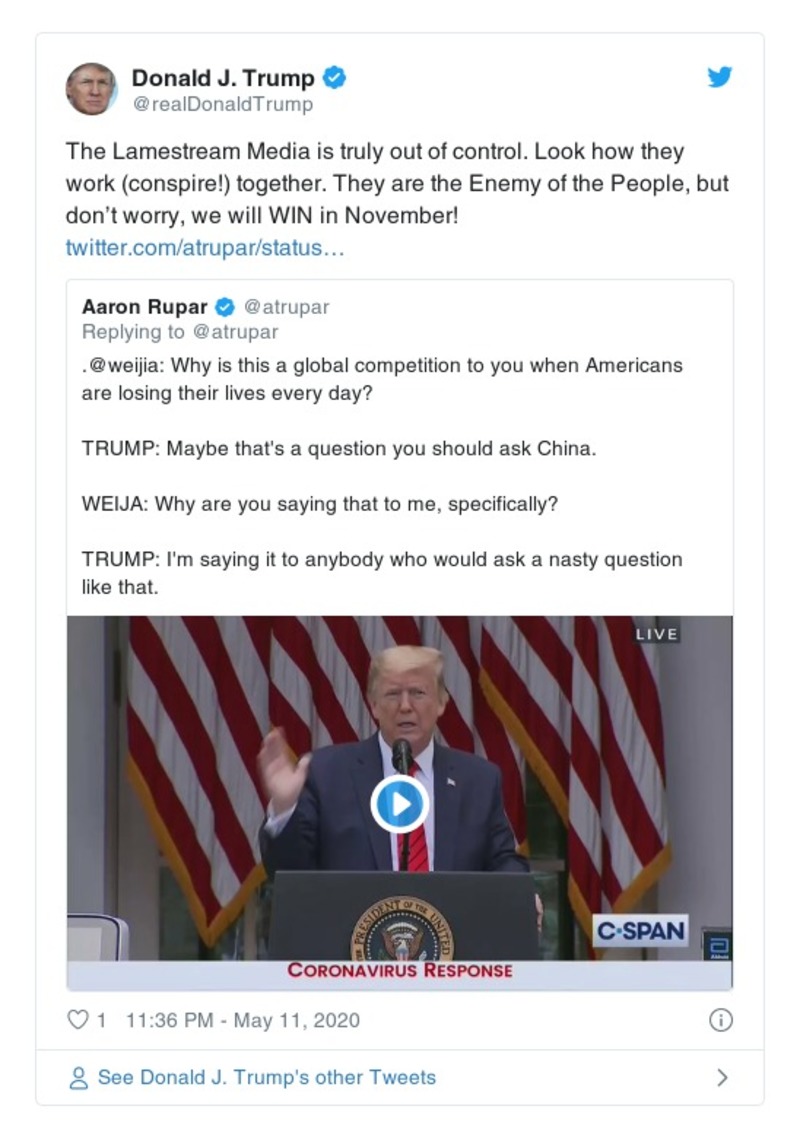 Donald J. Trump
@realDonaldTrump
The Lamestream Media is truly out of control. Look how they
work (conspire!) together. They are the Enemy of the People, but
don’t worry, we will WIN in November!
twitter.com/atrupar/status…
Aaron Rupar @atrupar
Replying to @atrupar
.@weijia: Why is this a global competition to you when Americans
are losing their lives every day?
TRUMP: Maybe that's a question you should ask China.
WEIJA: Why are you saying that to me, specifically?
TRUMP: I'm saying it to anybody who would ask a nasty question
like that.
LIVE
PRESIDENT OF THE UNITED
C-SPAN
Abbott
CORONAVIRUS RESPONSE
1 11:36 PM - May 11, 2020
See Donald J. Trump's other Tweets